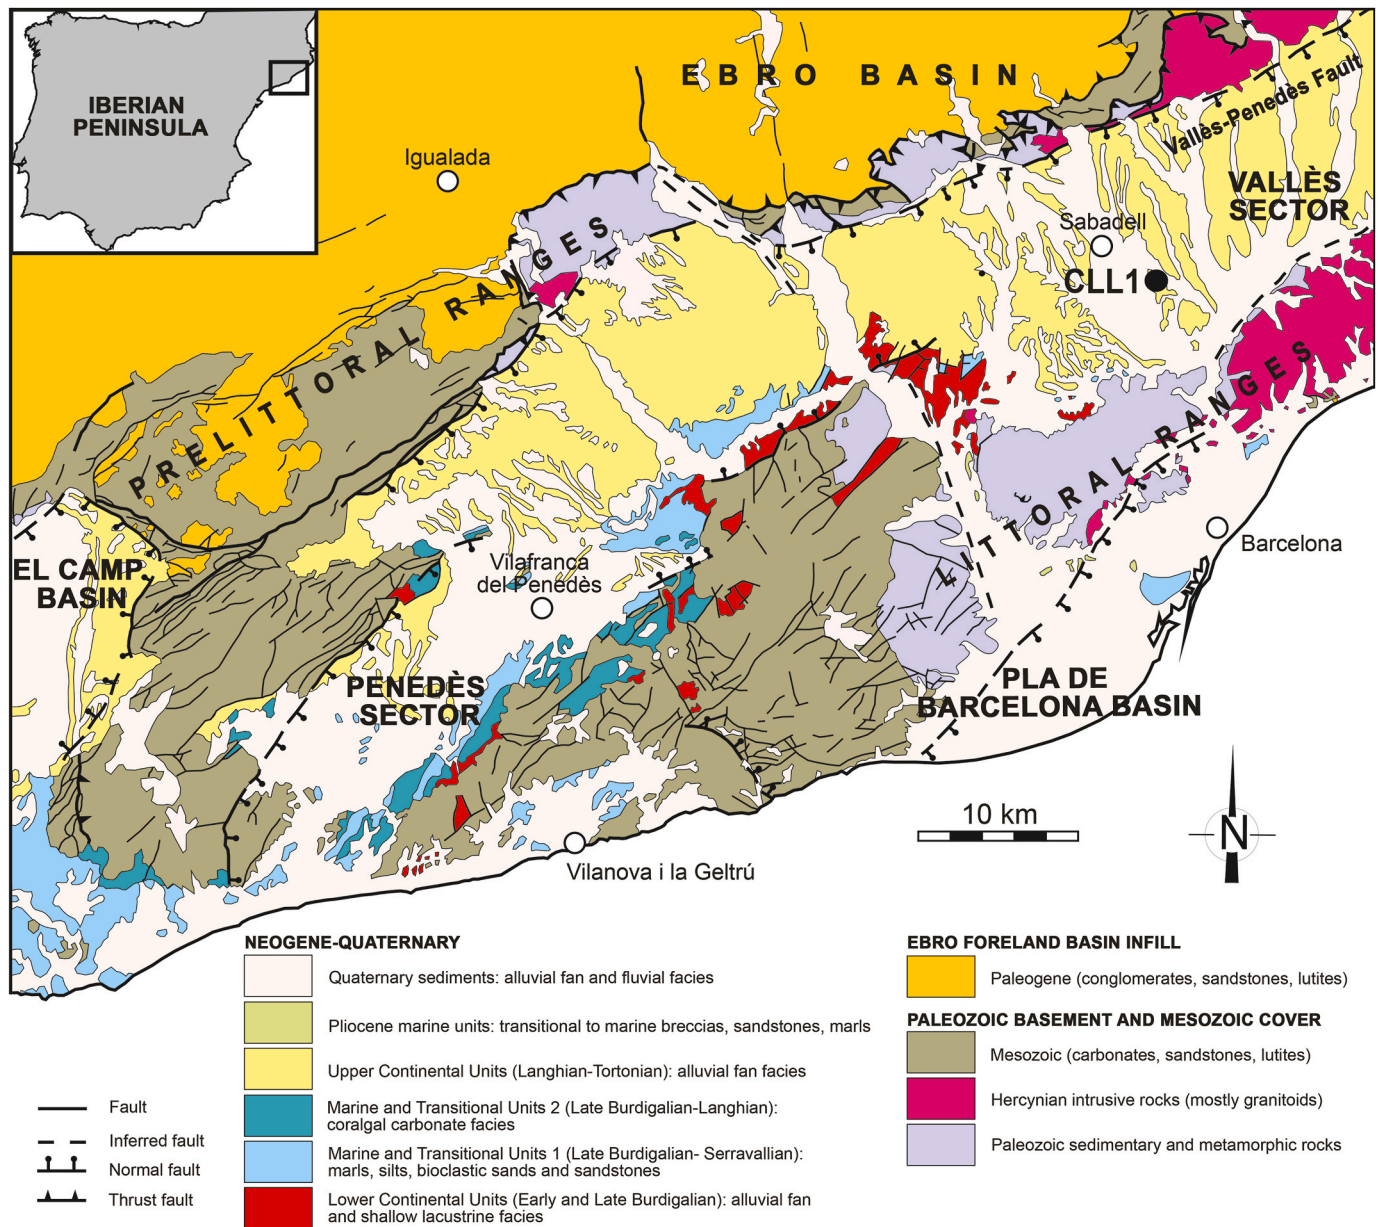 IBERIAN
PENINSULA
EBRO BASIN
Igualada
Vallès-Penedès Fault
VALLÈS
SECTOR
Sabadell
CLL1
PRELITTORAL RANGES
LITTORAL RANGES
Barcelona
EL CAMP
BASIN
Vilafranca
del Penedès
PENEDÈS
SECTOR
PLA DE
BARCELONA BASIN
10 km
N
Vilanova i la Geltrú
NEOGENE-QUATERNARY
Quaternary sediments: alluvial fan and fluvial facies
Pliocene marine units: transitional to marine breccias, sandstones, marls
Upper Continental Units (Langhian-Tortonian): alluvial fan facies
Marine and Transitional Units 2 (Late Burdigalian-Langhian):
coralgal carbonate facies
Marine and Transitional Units 1 (Late Burdigalian- Serravallian):
marls, silts, bioclastic sands and sandstones
Lower Continental Units (Early and Late Burdigalian): alluvial fan
and shallow lacustrine facies
Fault
Inferred fault
Normal fault
Thrust fault
EBRO FORELAND BASIN INFILL
Paleogene (conglomerates, sandstones, lutites)
PALEOZOIC BASEMENT AND MESOZOIC COVER
Mesozoic (carbonates, sandstones, lutites)
Hercynian intrusive rocks (mostly granitoids)
Paleozoic sedimentary and metamorphic rocks